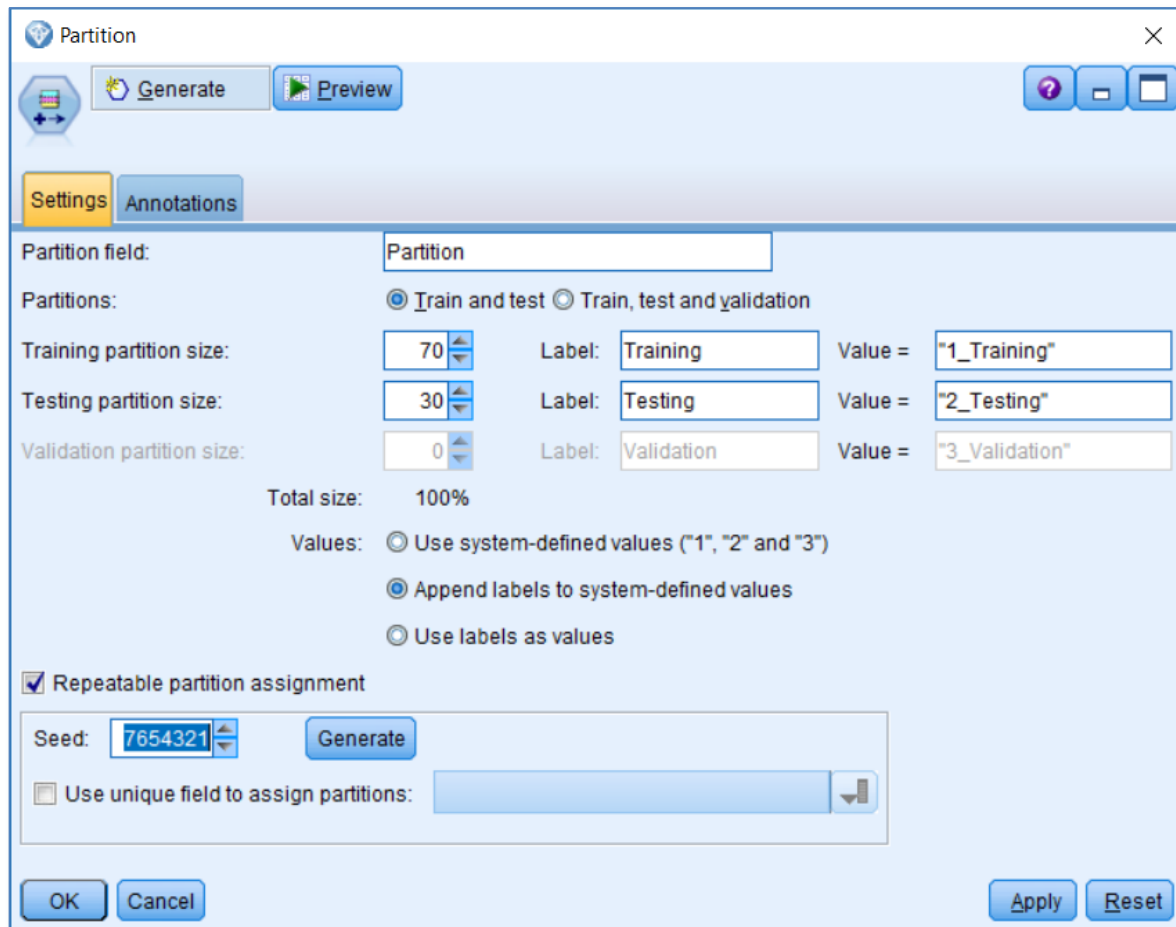 Partition
Generate Preview
Settings Annotations
Partition field: Partition
Partitions: Train and test Train, test and validation
Training partition size: 70 Label: Training Value = "1_Training"
Testing partition size: 30 Label: Testing Value = "2_Testing"
Validation partition size: 0 Label: Validation Value = "3_Validation"
Total size: 100%
Values: Use system-defined values ("1", "2" and "3")
Append labels to system-defined values
Use labels as values
Repeatable partition assignment
Seed: 7654321 Generate
Use unique field to assign partitions:
OK Cancel Apply Reset